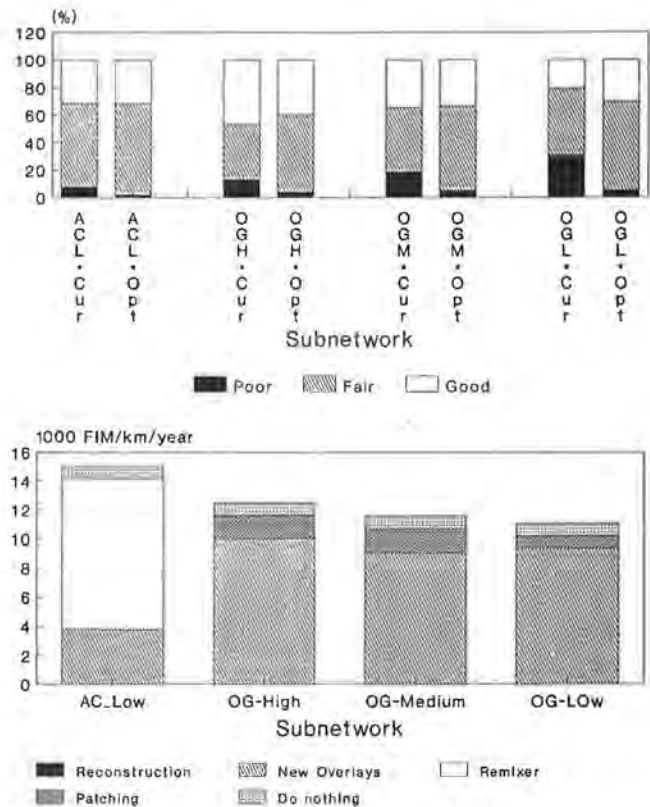 (%)
120
100
80
60
40
20
0
ACL*Cur
ACL*Opt
OGH*Cur
OGH*Opt
OGM*Cur
OGM*Opt
OGL*Cur
OGL*Opt
Subnetwork
Poor Fair Good
1000 FIM/km/year
16
14
12
10
8
6
4
2
0
AC_Low OG-High OG-Medium OG-LOw
Subnetwork
Reconstruction New Overlays Remixer
Patching Do nothing